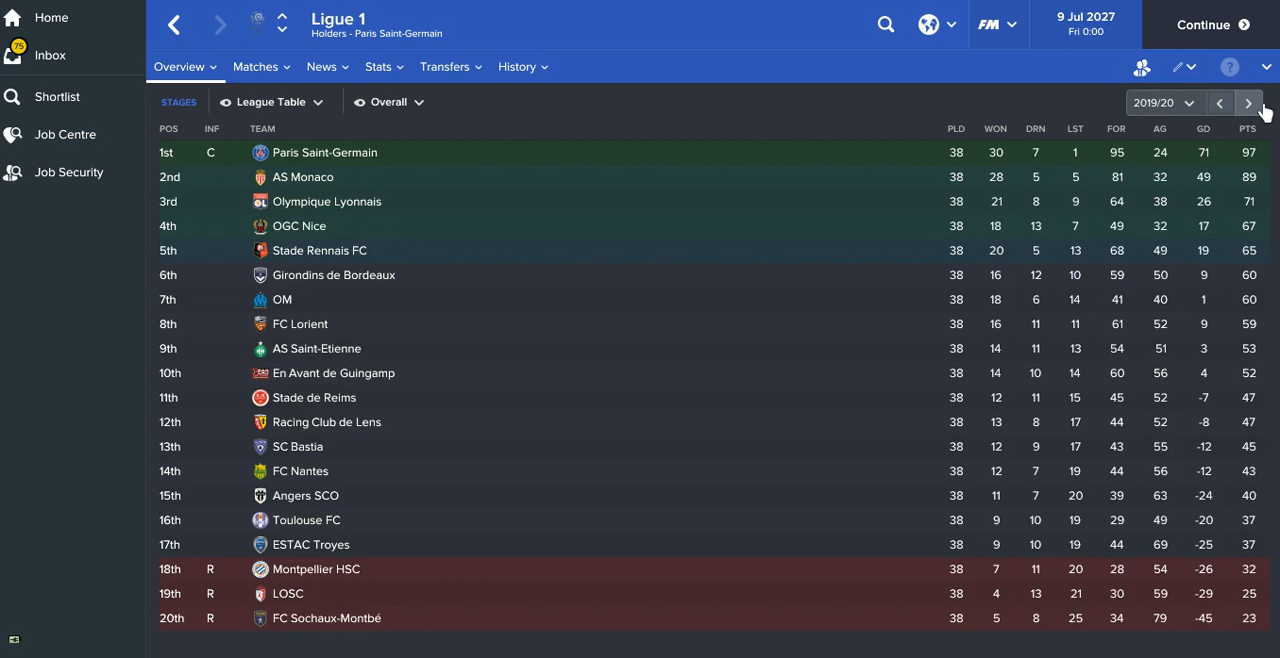 Home
Inbox
75
Shortlist
Job Centre
Job Security
Ligue 1
Holders - Paris Saint-Germain
FM
9 Jul 2027
Fri 0:00
Continue
Overview Matches News Stats Transfers History
?
STAGES League Table Overall 2019/20
POS INF TEAM PLD WON DRN LST FOR AG GD PTS
1st C Paris Saint-Germain 38 30 7 1 95 24 71 97
2nd AS Monaco 38 28 5 5 81 32 49 89
3rd Olympique Lyonnais 38 21 8 9 64 38 26 71
4th OGC Nice 38 18 13 7 49 32 17 67
5th Stade Rennais FC 38 20 5 13 68 49 19 65
6th Girondins de Bordeaux 38 16 12 10 59 50 9 60
7th OM 38 18 6 14 41 40 1 60
8th FC Lorient 38 16 11 11 61 52 9 59
9th AS Saint-Etienne 38 14 11 13 54 51 3 53
10th En Avant de Guingamp 38 14 10 14 60 56 4 52
11th Stade de Reims 38 12 11 15 45 52 -7 47
12th Racing Club de Lens 38 13 8 17 44 52 -8 47
13th SC Bastia 38 12 9 17 43 55 -12 45
14th FC Nantes 38 12 7 19 44 56 -12 43
15th Angers SCO 38 11 7 20 39 63 -24 40
16th Toulouse FC 38 9 10 19 29 49 -20 37
17th ESTAC Troyes 38 9 10 19 44 69 -25 37
18th R Montpellier HSC 38 7 11 20 28 54 -26 32
19th R LOSC 38 4 13 21 30 59 -29 25
20th R FC Sochaux-Montbé 38 5 8 25 34 79 -45 23